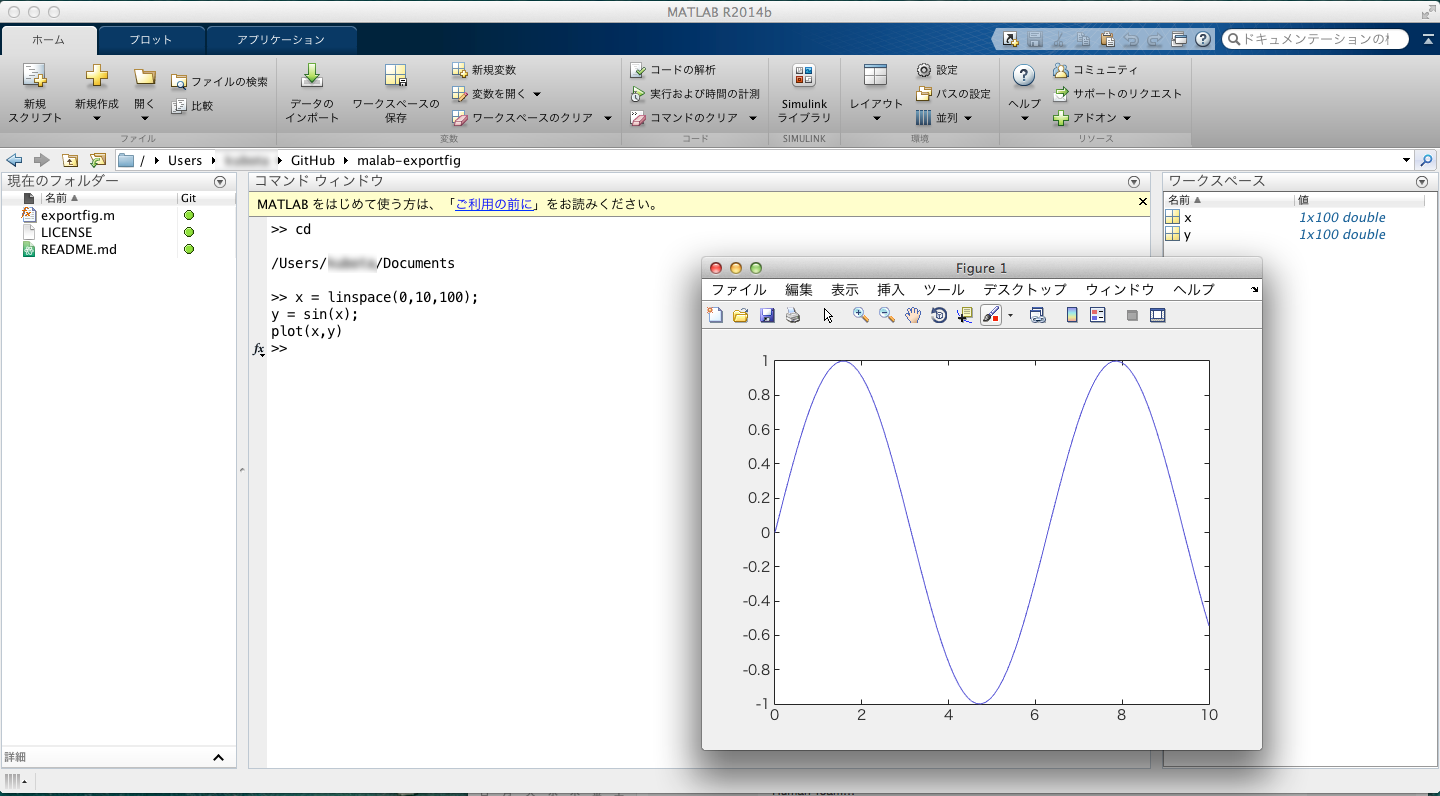 MATLAB R2014b
ホーム
プロット
アプリケーション
ドキュメンテーションの検
新規
スクリプト
新規作成
開く
ファイルの検索
比較
ファイル
データの
インポート
ワークスペースの
保存
新規変数
変数を開く
ワークスペースのクリア
変数
コードの解析
実行および時間の計測
コマンドのクリア
コード
Simulink
ライブラリ
SIMULINK
レイアウト
設定
パスの設定
並列
環境
ヘルプ
コミュニティ
サポートのリクエスト
アドオン
リソース
/ Users GitHub malab-exportfig
現在のフォルダー
名前 Git
exportfig.m
LICENSE
README.md
詳細
コマンド ウィンドウ
MATLAB をはじめて使う方は、「ご利用の前に」をお読みください。
>> cd
/Users/ /Documents
>> x = linspace(0,10,100);
y = sin(x);
plot(x,y)
fx >>
ワークスペース
名前 値
x 1x100 double
y 1x100 double
Figure 1
ファイル 編集 表示 挿入 ツール デスクトップ ウィンドウ ヘルプ
1
0.8
0.6
0.4
0.2
0
-0.2
-0.4
-0.6
-0.8
-1
0 2 4 6 8 10